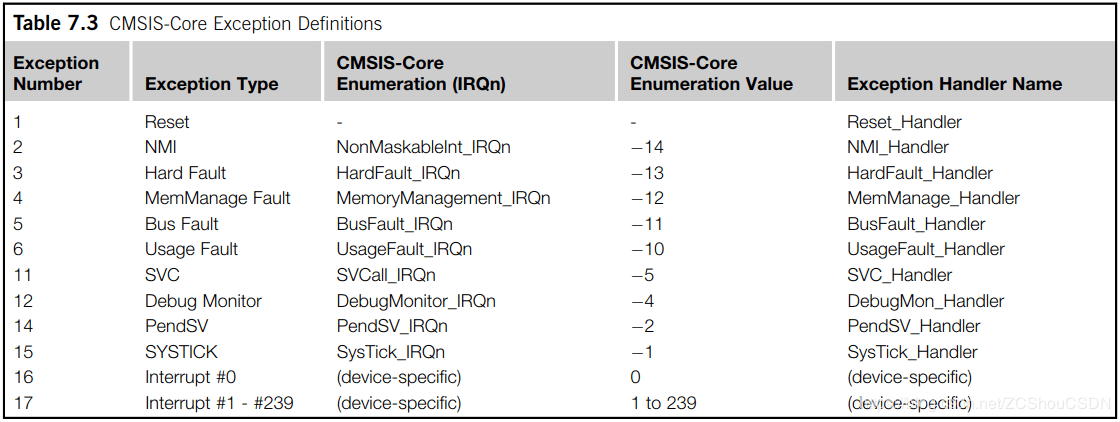 Table 7.3 CMSIS-Core Exception Definitions
Exception Number Exception Type CMSIS-Core Enumeration (IRQn) CMSIS-Core Enumeration Value Exception Handler Name
1 Reset - - Reset_Handler
2 NMI NonMaskableInt_IRQn −14 NMI_Handler
3 Hard Fault HardFault_IRQn −13 HardFault_Handler
4 MemManage Fault MemoryManagement_IRQn −12 MemManage_Handler
5 Bus Fault BusFault_IRQn −11 BusFault_Handler
6 Usage Fault UsageFault_IRQn −10 UsageFault_Handler
11 SVC SVCall_IRQn −5 SVC_Handler
12 Debug Monitor DebugMonitor_IRQn −4 DebugMon_Handler
14 PendSV PendSV_IRQn −2 PendSV_Handler
15 SYSTICK SysTick_IRQn −1 SysTick_Handler
16 Interrupt #0 (device-specific) 0 (device-specific)
17 Interrupt #1 - #239 (device-specific) 1 to 239 (device-specific)
net/ZCShouCSDN